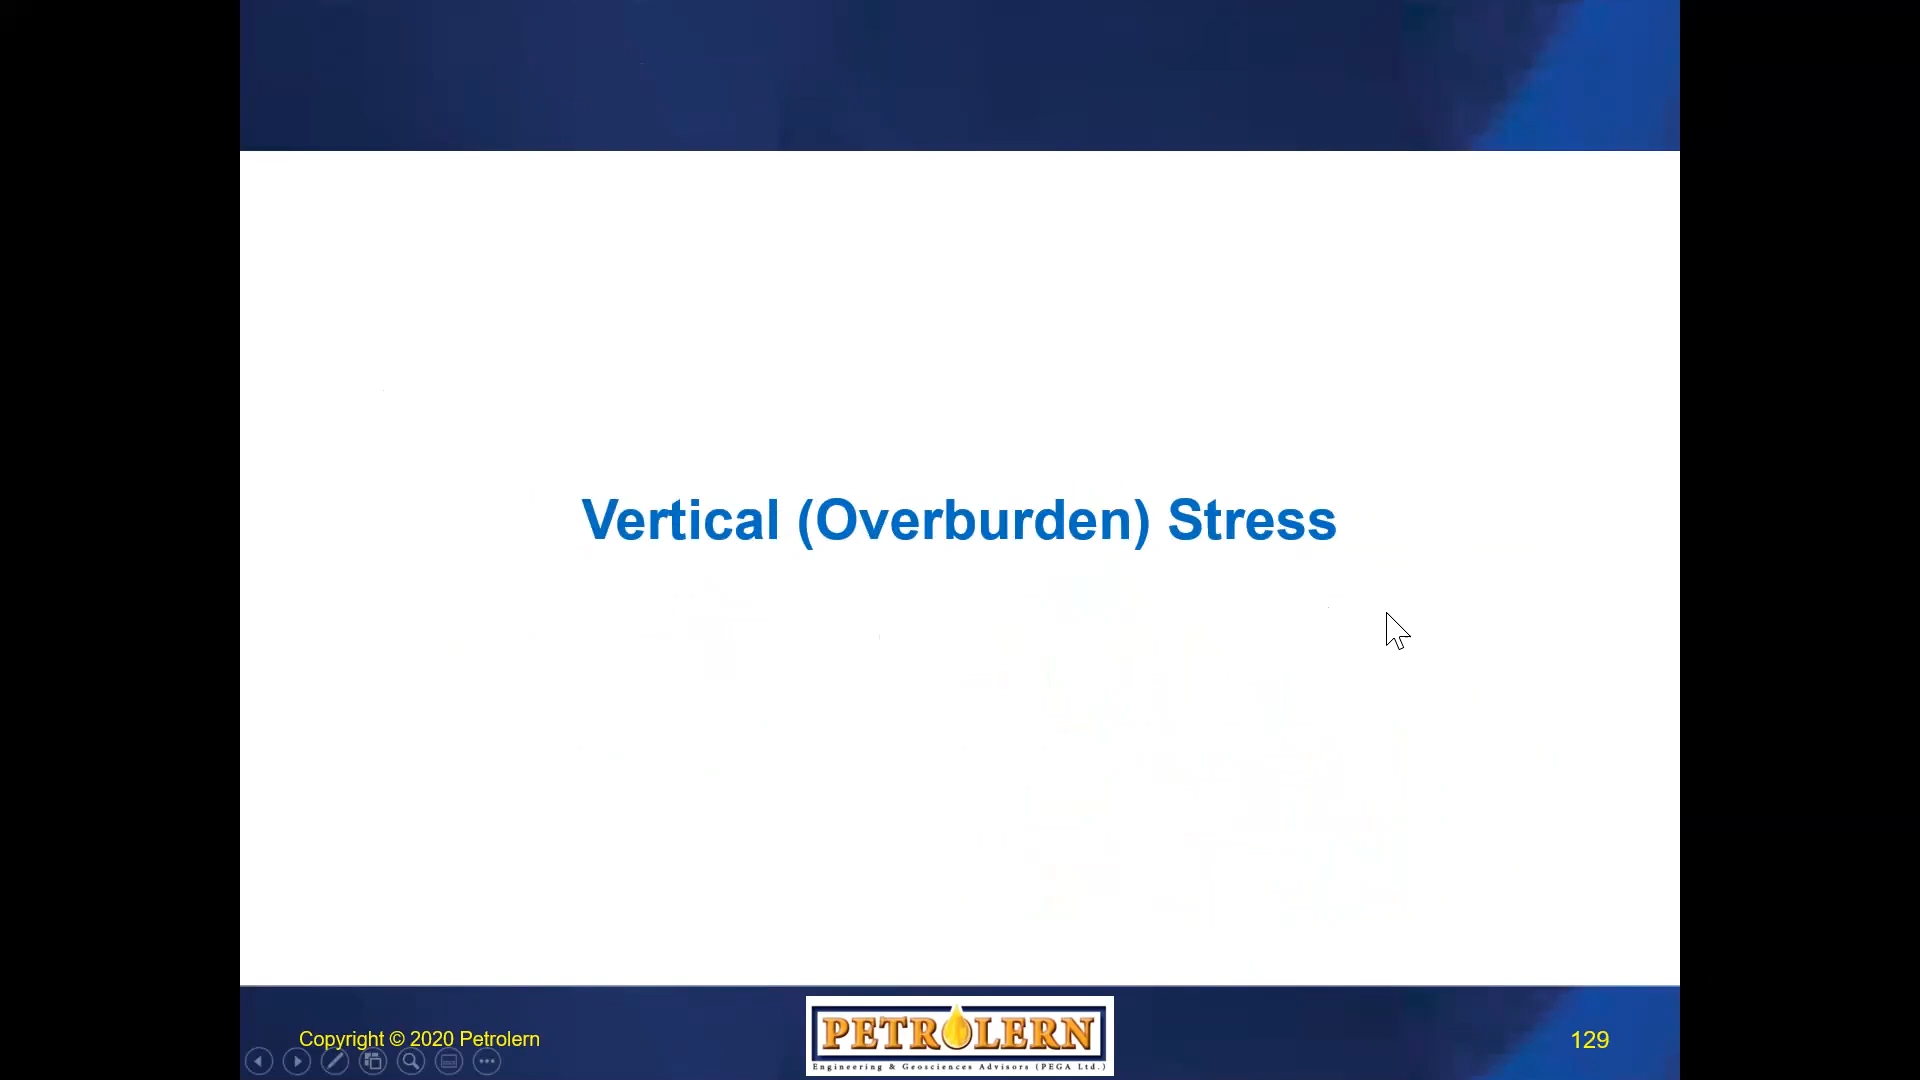 Vertical (Overburden) Stress
Copyright © 2020 Petrolern
PETROLERN
Engineering & Geosciences Advisors (PEGA Ltd.)
129